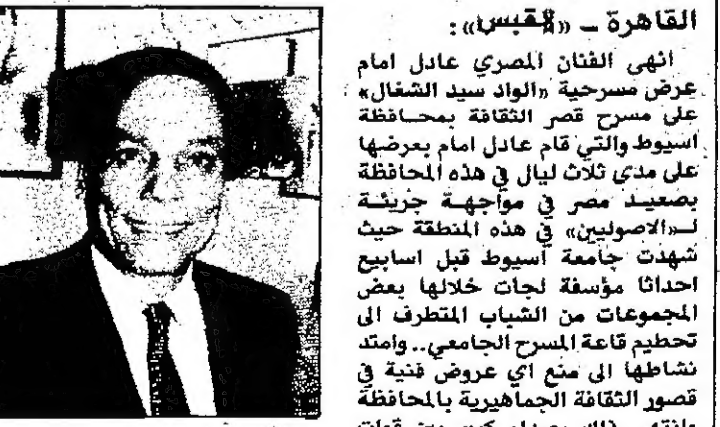 القاهرة - «القبس»:
انهى الفنان المصري عادل امام
عرض مسرحية «الواد سيد الشغال»
على مسرح قصر الثقافة بمحافظة
اسيوط والتي قام عادل امام بعرضها
على مدى ثلاث ليال في هذه المحافظة
بصعيد مصر في مواجهة جريئة
لـ«الاصوليين» في هذه المنطقة حيث
شهدت جامعة اسيوط قبل اسابيع
احداثا مؤسفة لجات خلالها بعض
المجموعات من الشباب المتطرف الى
تحطيم قاعة المسرح الجامعي.. وامتد
نشاطها الى منع اي عروض فنية في
قصور الثقافة الجماهيرية بالمحافظة